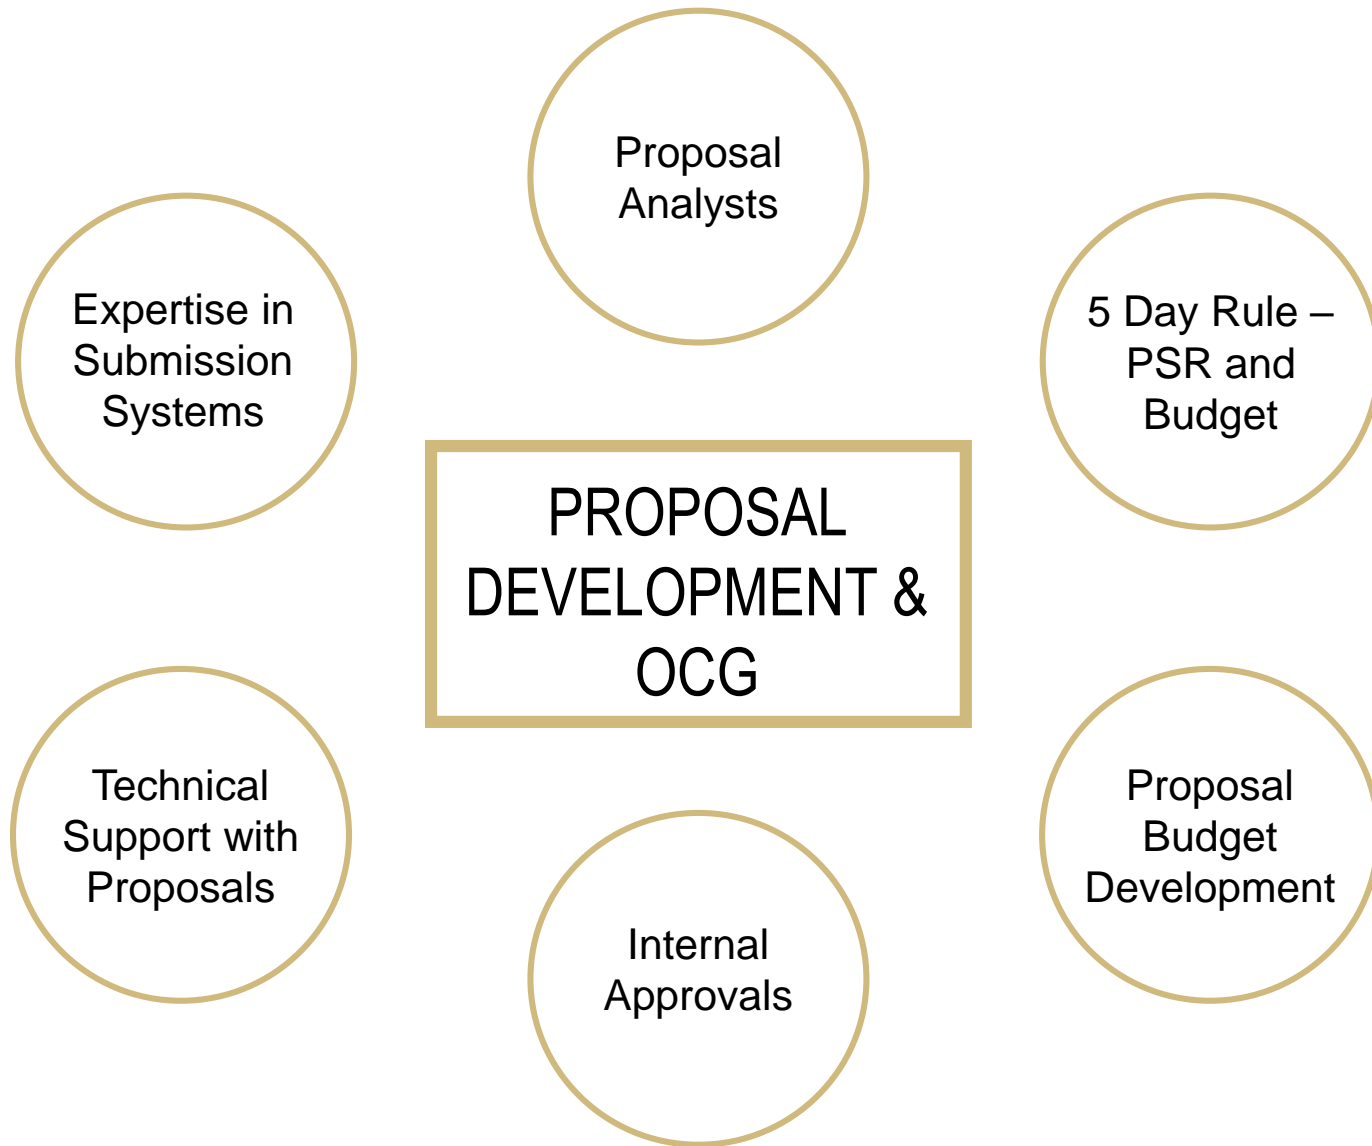 Proposal
Analysts
Expertise in
Submission
Systems
5 Day Rule –
PSR and
Budget
PROPOSAL
DEVELOPMENT &
OCG
Technical
Support with
Proposals
Proposal
Budget
Development
Internal
Approvals